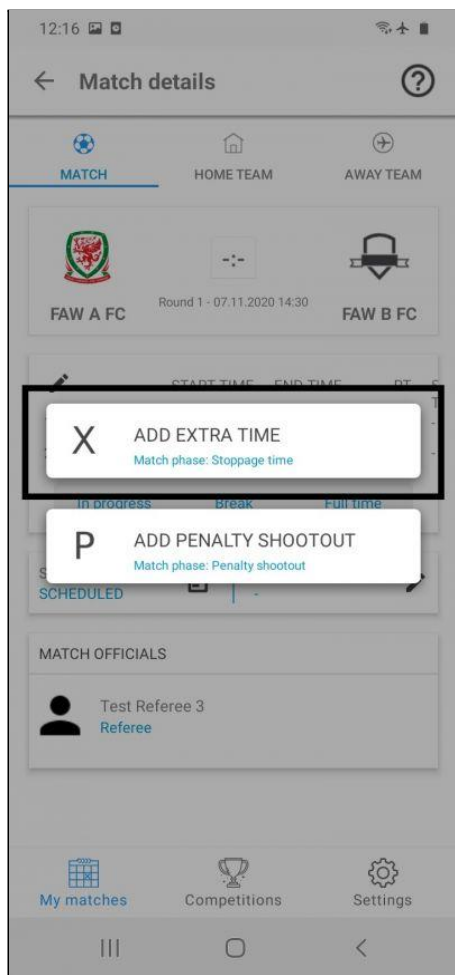 12:16
Match details
?
MATCH
HOME TEAM
AWAY TEAM
-:-
Round 1 - 07.11.2020 14:30
FAW A FC
FAW B FC
START TIME END TIME PT S
T
X ADD EXTRA TIME
Match phase: Stoppage time
In progress Break Full time
P ADD PENALTY SHOOTOUT
Match phase: Penalty shootout
S
SCHEDULED
-
MATCH OFFICIALS
Test Referee 3
Referee
My matches
Competitions
Settings